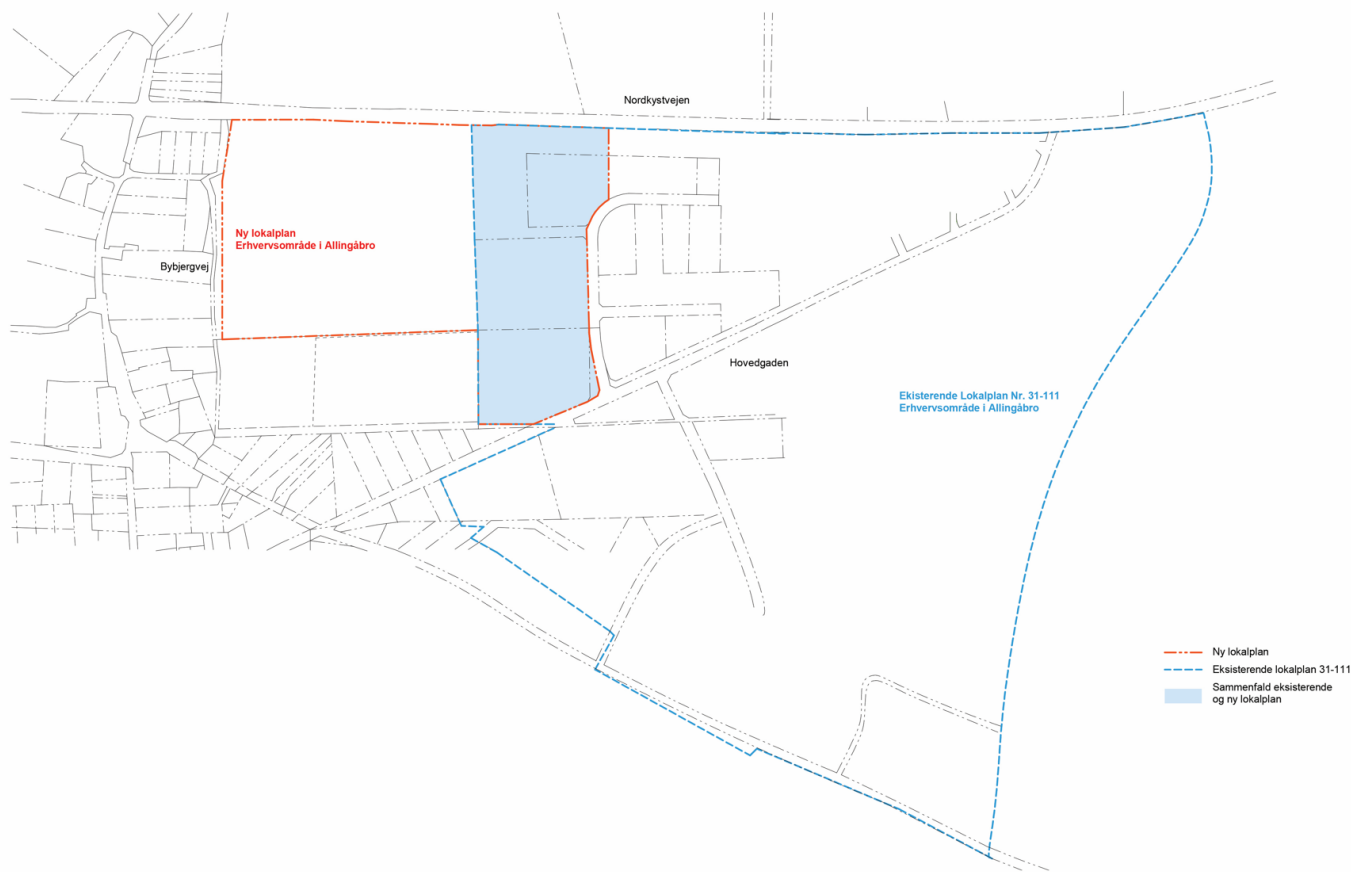 Nordkystvejen
Ny lokalplan
Erhvervsområde i Allingåbro
Bybjergvej
Hovedgaden
Ekisterende Lokalplan Nr. 31-111
Erhvervsområde i Allingåbro
Ny lokalplan
Eksisterende lokalplan 31-111
Sammenfald eksisterende
og ny lokalplan